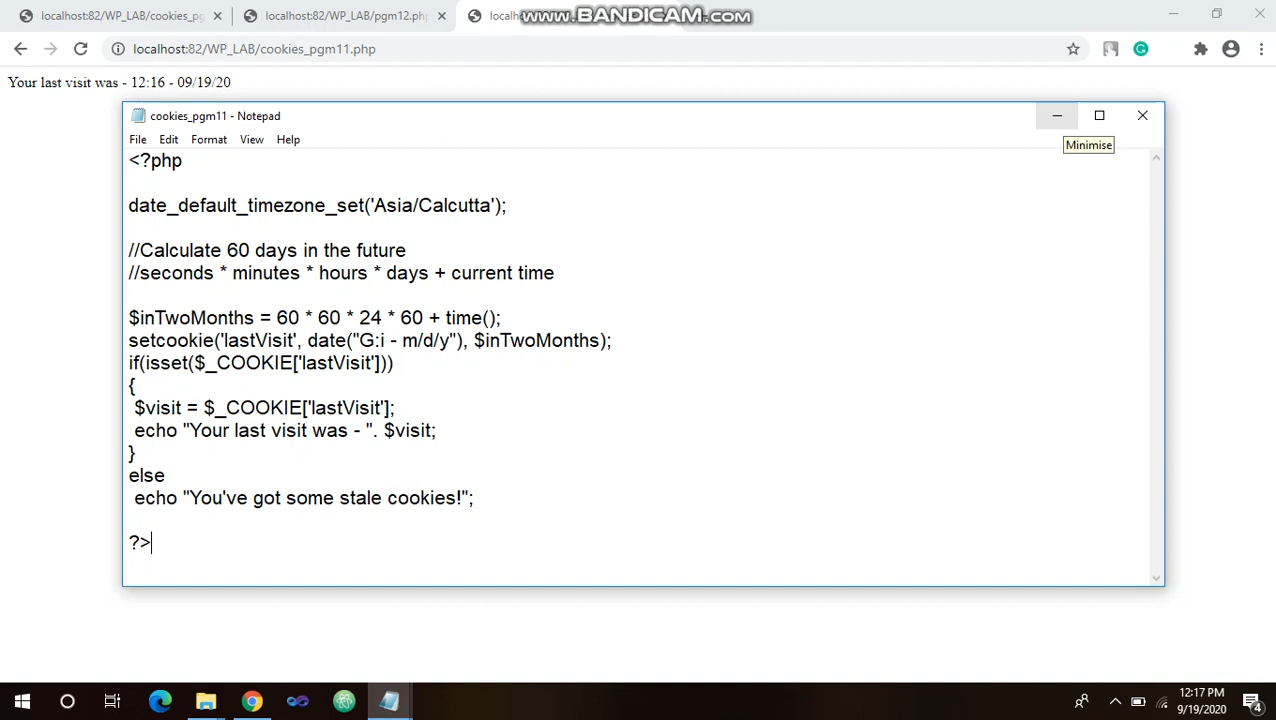 localhost:82/WP_LAB/cookies_pg
localhost:82/WP_LAB/pgm12.php
localho
www.BANDICAM.com
localhost:82/WP_LAB/cookies_pgm11.php
Your last visit was - 12:16 - 09/19/20
cookies_pgm11 - Notepad
File Edit Format View Help
Minimise
<?php
date_default_timezone_set('Asia/Calcutta');
//Calculate 60 days in the future
//seconds * minutes * hours * days + current time
$inTwoMonths = 60 * 60 * 24 * 60 + time();
setcookie('lastVisit', date("G:i - m/d/y"), $inTwoMonths);
if(isset($_COOKIE['lastVisit']))
{
$visit = $_COOKIE['lastVisit'];
echo "Your last visit was - ". $visit;
}
else
echo "You've got some stale cookies!";
?>
12:17 PM
9/19/2020
4